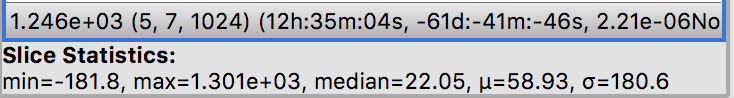 1.246e+03 (5, 7, 1024) (12h:35m:04s, -61d:-41m:-46s, 2.21e-06No
Slice Statistics:
min=-181.8, max=1.301e+03, median=22.05, μ=58.93, σ=180.6